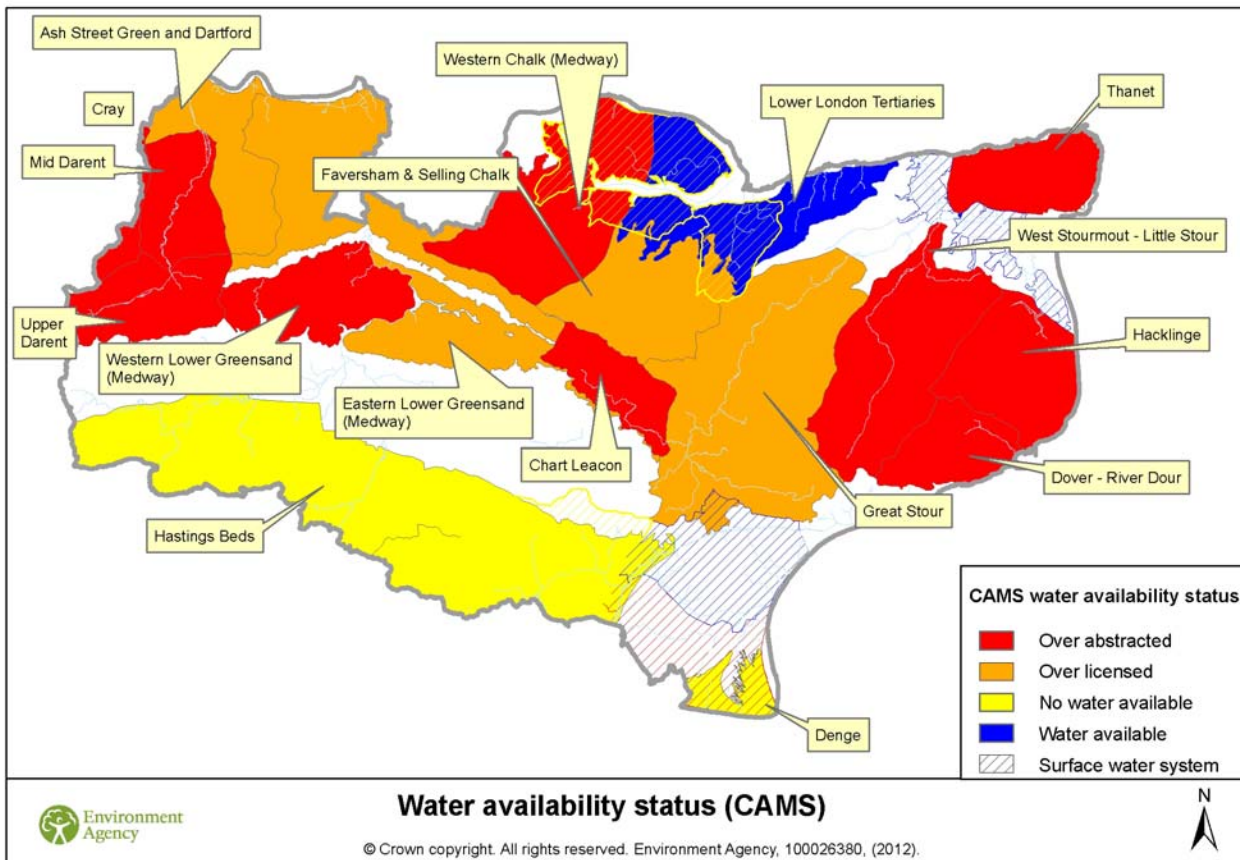 Ash Street Green and Dartford
Cray
Mid Darent
Western Chalk (Medway)
Lower London Tertiaries
Thanet
Faversham & Selling Chalk
West Stourmout - Little Stour
Upper
Darent
Western Lower Greensand
(Medway)
Hacklinge
Eastern Lower Greensand
(Medway)
Chart Leacon
Dover - River Dour
Great Stour
Hastings Beds
Denge
CAMS water availability status
Over abstracted
Over licensed
No water available
Water available
Surface water system
Environment
Agency
Water availability status (CAMS)
© Crown copyright. All rights reserved. Environment Agency, 100026380, (2012).
N